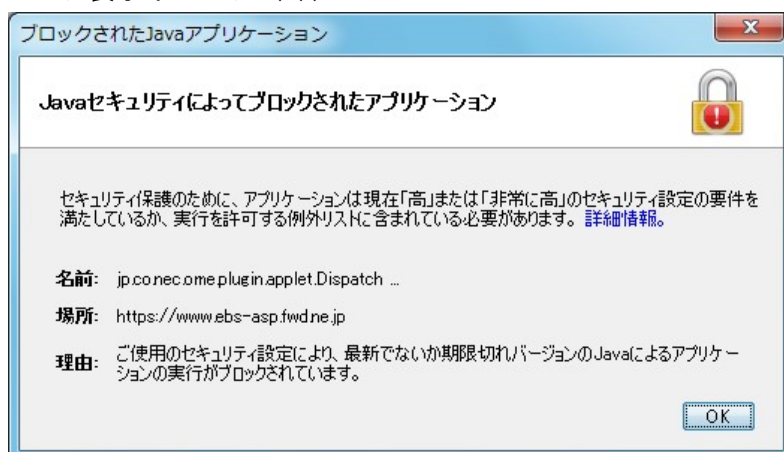 ブロックされたJavaアプリケーション
Javaセキュリティによってブロックされたアプリケーション
セキュリティ保護のために、アプリケーションは現在「高」または「非常に高」のセキュリティ設定の要件を
満たしているか、実行を許可する例外リストに含まれている必要があります。詳細情報。
名前: jp.co.nec.ome.plugin.applet.Dispatch ...
場所: https://www.ebs-asp.fwd.ne.jp
理由: ご使用のセキュリティ設定により、最新でないか期限切れバージョンのJavaによるアプリケー
ションの実行がブロックされています。
OK